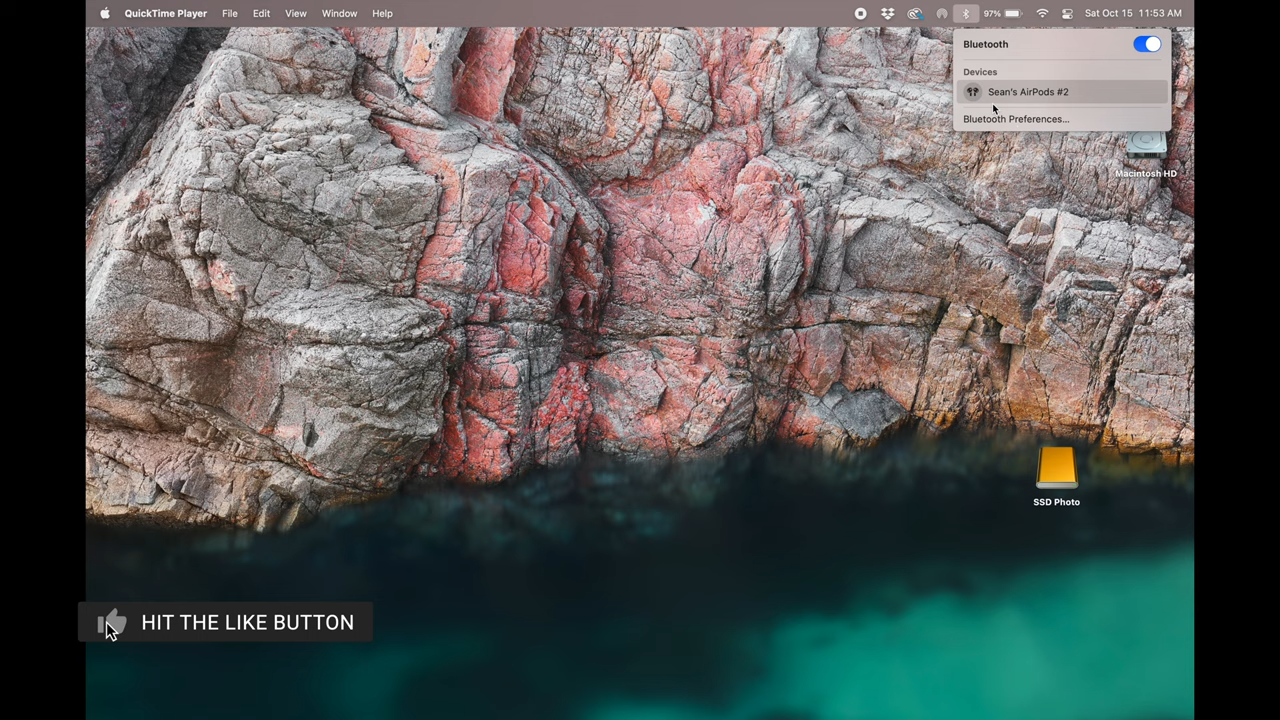 QuickTime Player File Edit View Window Help 97% Sat Oct 15 11:53 AM
Bluetooth
Devices
Sean's AirPods #2
Bluetooth Preferences...
Macintosh HD
SSD Photo
HIT THE LIKE BUTTON